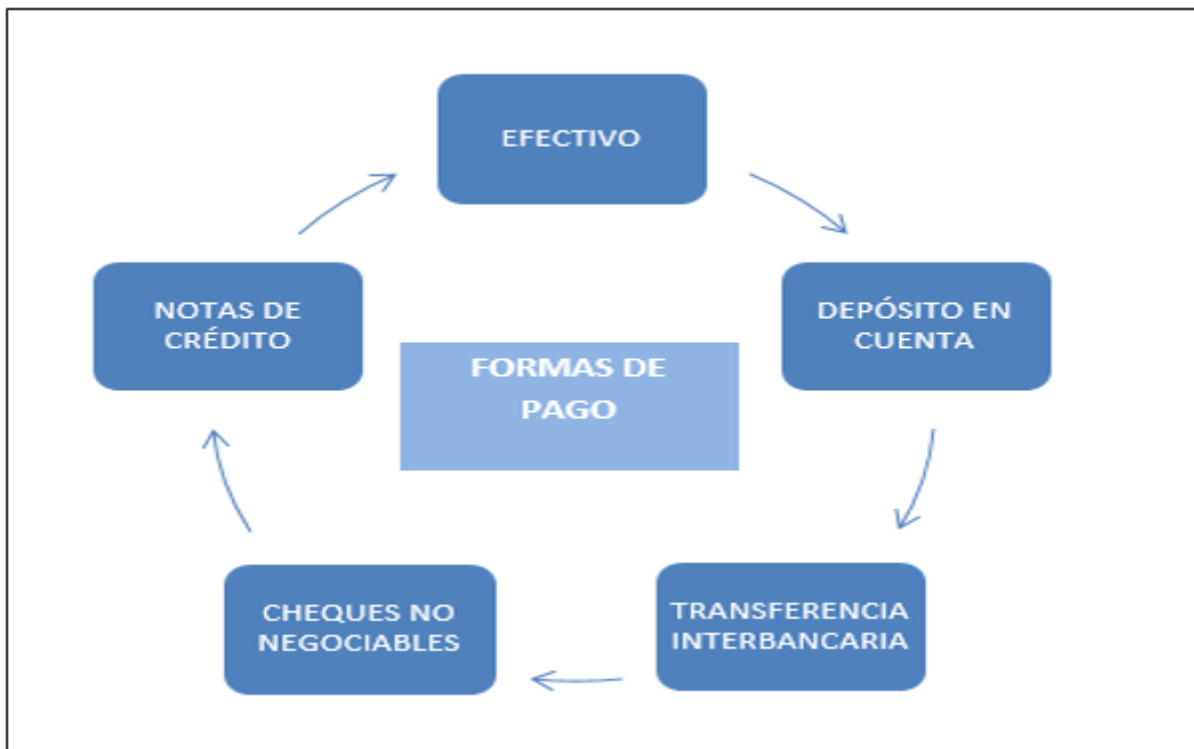 EFECTIVO
DEPÓSITO EN
CUENTA
TRANSFERENCIA
INTERBANCARIA
CHEQUES NO
NEGOCIABLES
NOTAS DE
CRÉDITO
FORMAS DE
PAGO